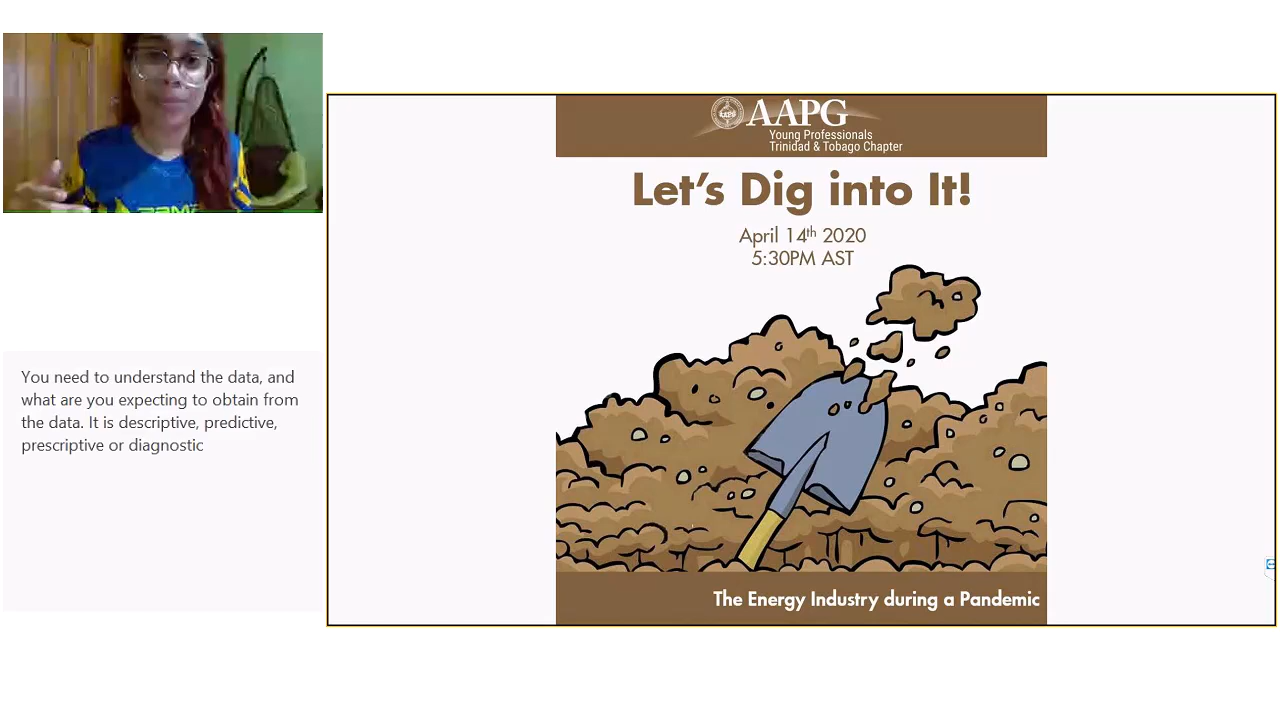 AAPG
Young Professionals
Trinidad & Tobago Chapter
Let's Dig into It!
April 14th 2020
5:30PM AST
You need to understand the data, and
what are you expecting to obtain from
the data. It is descriptive, predictive,
prescriptive or diagnostic
The Energy Industry during a Pandemic